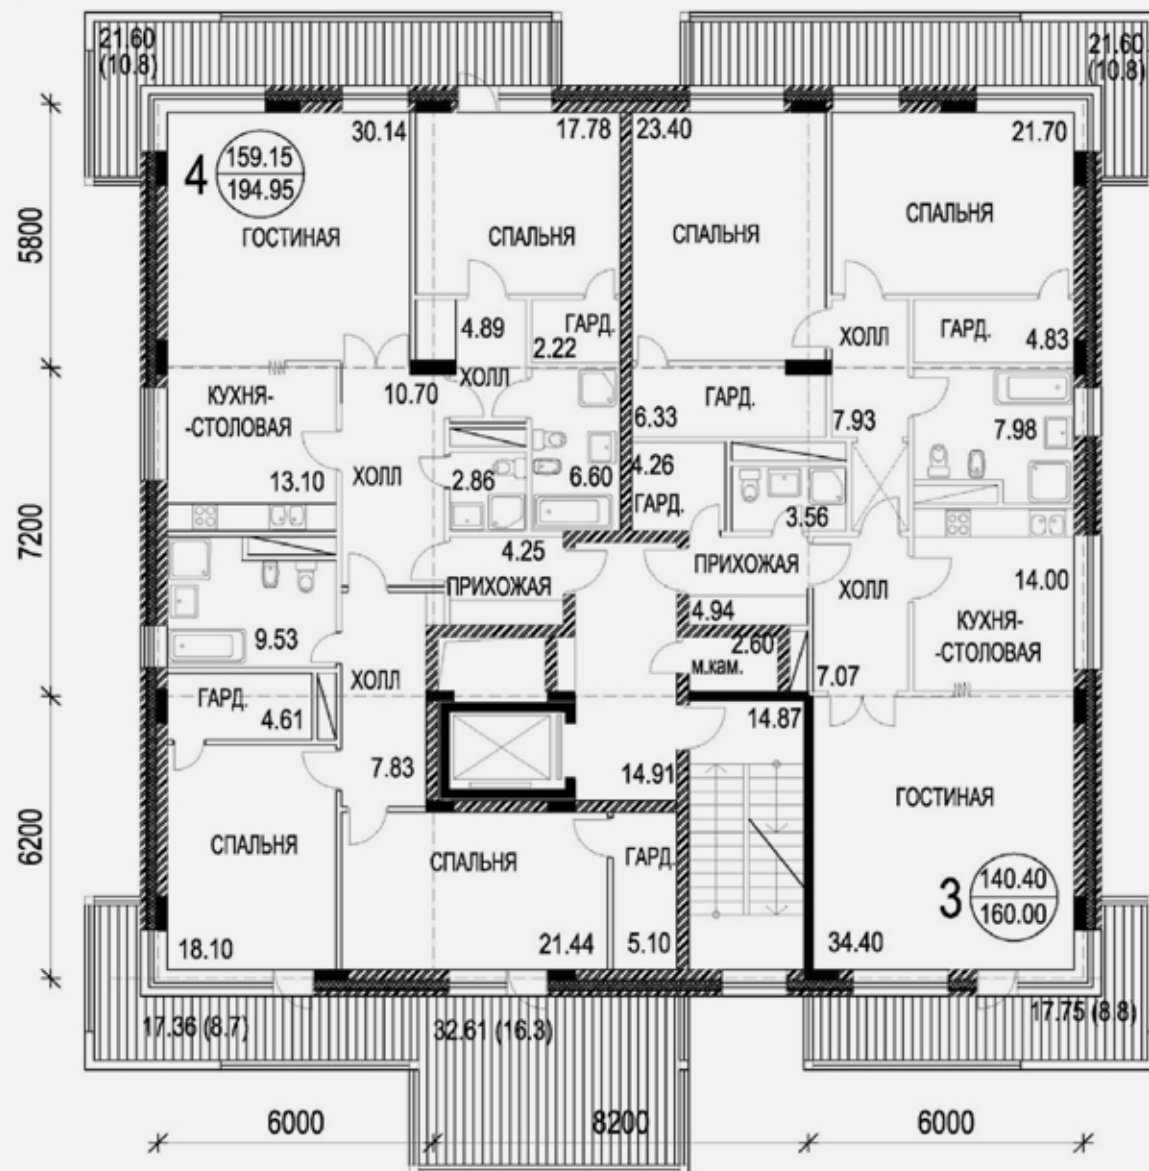 21.60
(10.8)
21.60
(10.8)
30.14
17.78
23.40
21.70
4
159.15
194.95
ГОСТИНАЯ
СПАЛЬНЯ
СПАЛЬНЯ
СПАЛЬНЯ
5800
4.89
ГАРД.
2.22
ХОЛЛ
ХОЛЛ
ГАРД.
4.83
КУХНЯ-
-СТОЛОВАЯ
13.10
10.70
6.33
ГАРД.
7.93
7.98
ХОЛЛ
2.86
6.60
4.26
ГАРД.
3.56
7200
4.25
ПРИХОЖАЯ
ПРИХОЖАЯ
4.94
ХОЛЛ
14.00
КУХНЯ-
-СТОЛОВАЯ
9.53
2.60
м.кам.
7.07
ХОЛЛ
ГАРД.
4.61
14.87
7.83
14.91
ГОСТИНАЯ
6200
СПАЛЬНЯ
СПАЛЬНЯ
ГАРД.
3
140.40
160.00
18.10
21.44
5.10
34.40
17.36 (8.7)
32.61 (16.3)
17.75 (8.8)
6000
8200
6000